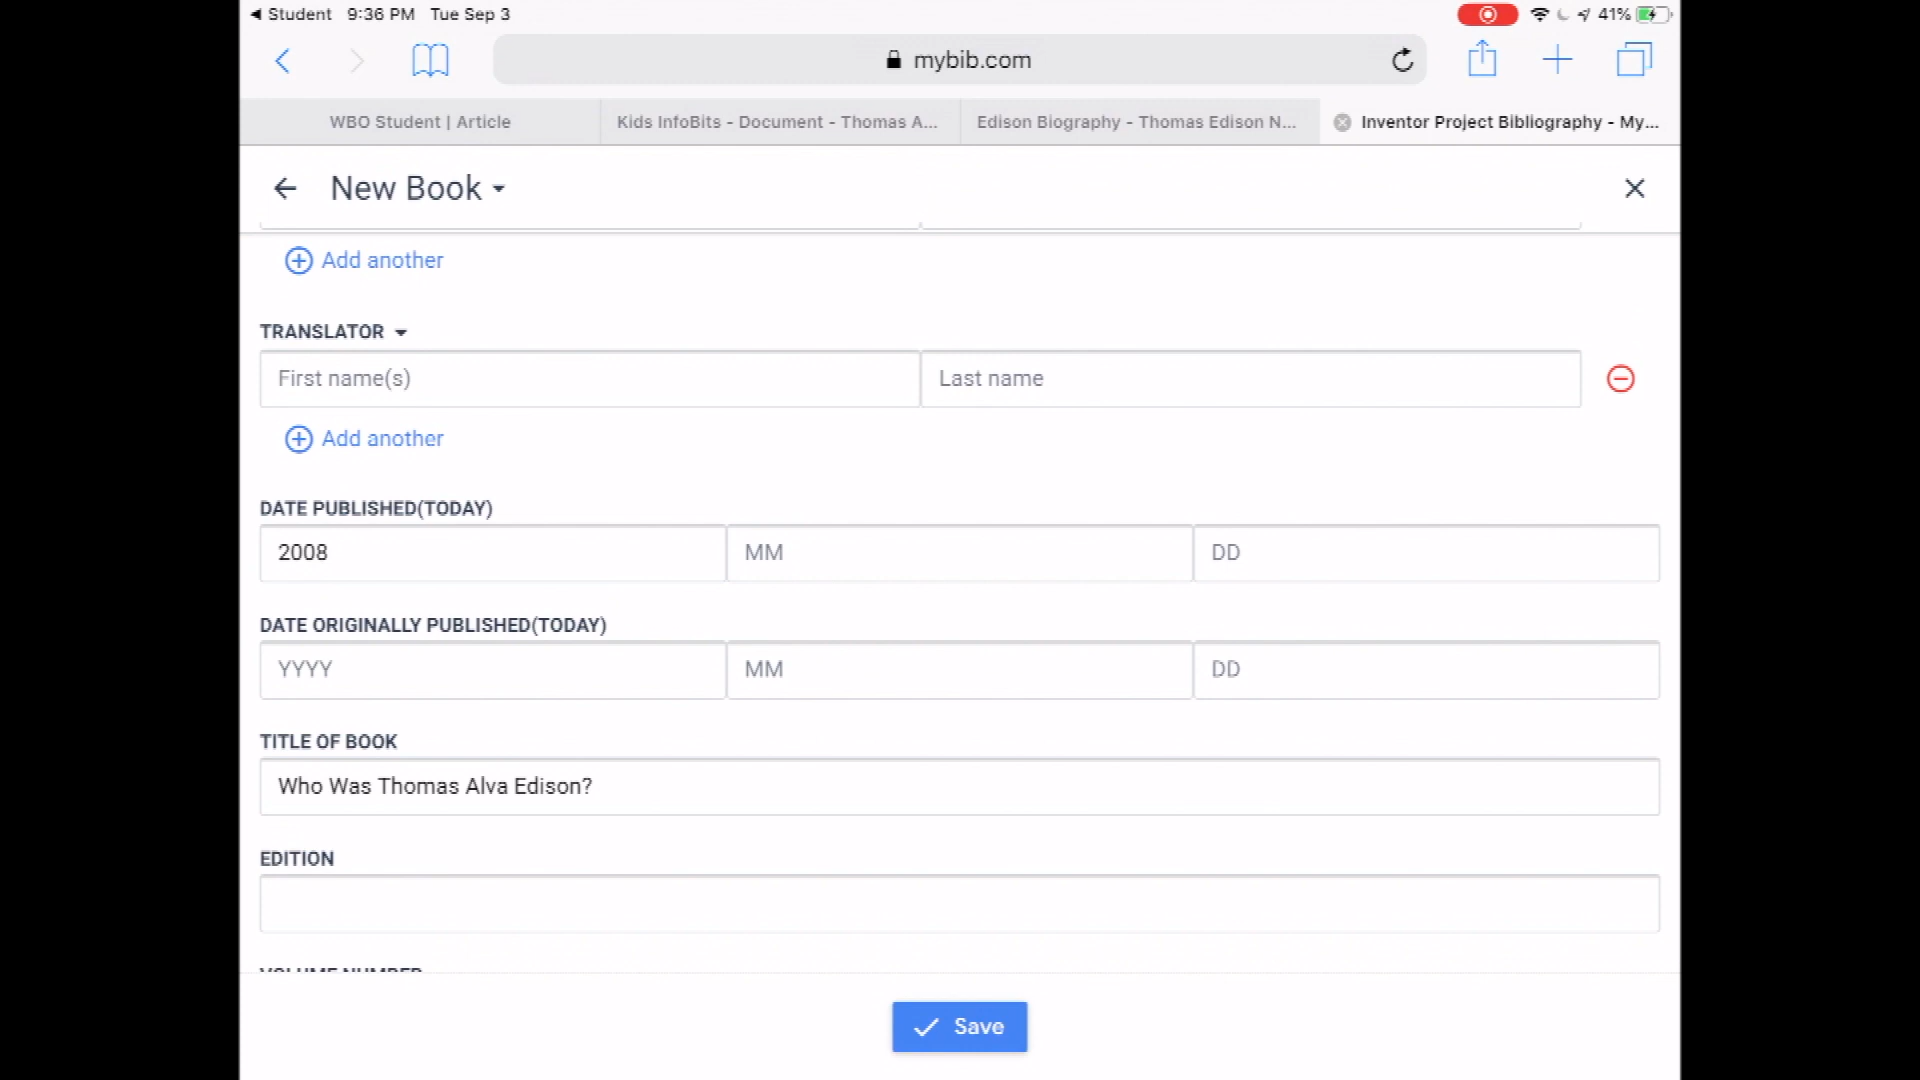 Student 9:36 PM Tue Sep 3 41%
mybib.com
WBO Student | Article Kids InfoBits - Document - Thomas A... Edison Biography - Thomas Edison N... Inventor Project Bibliography - My...
New Book
Add another
TRANSLATOR
First name(s) Last name
Add another
DATE PUBLISHED(TODAY)
2008 MM DD
DATE ORIGINALLY PUBLISHED(TODAY)
YYYY MM DD
TITLE OF BOOK
Who Was Thomas Alva Edison?
EDITION
VOLUME NUMBER
Save